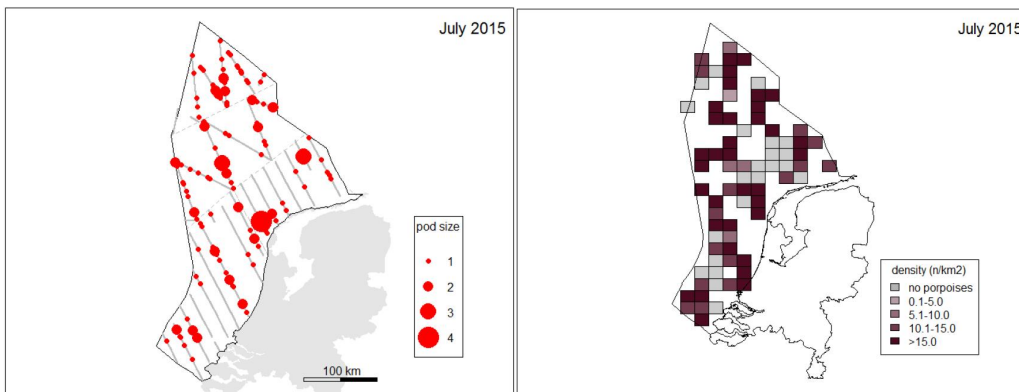 July 2015
pod size
1
2
3
4
100 km
July 2015
density (n/km2)
no porpoises
0.1-5.0
5.1-10.0
10.1-15.0
>15.0